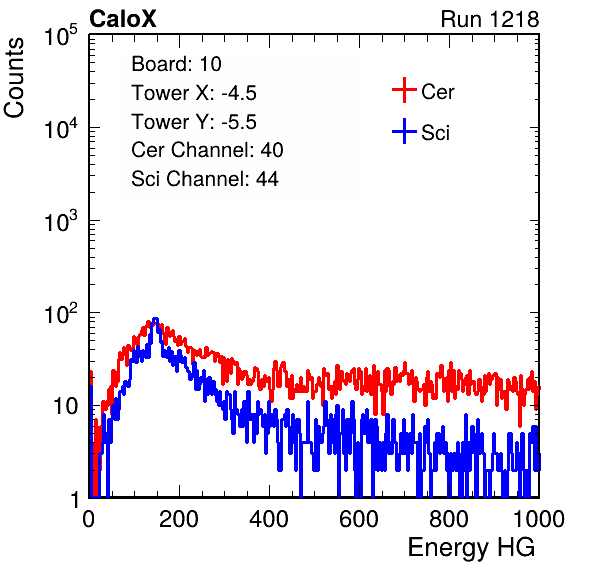 CaloX Run 1218
Counts
10^5
10^4
10^3
10^2
10
1
Board: 10
Tower X: -4.5
Tower Y: -5.5
Cer Channel: 40
Sci Channel: 44
Cer
Sci
0 200 400 600 800 1000
Energy HG